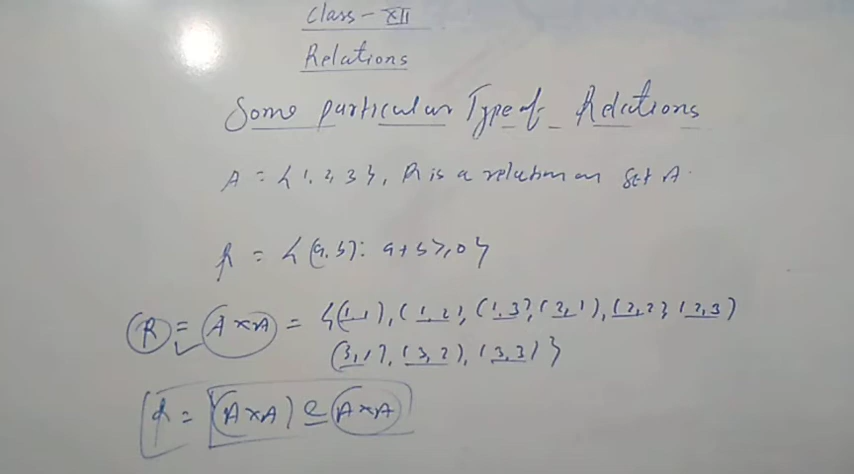 Class-XII
Relations
Some particular Type of Relations
A = {1, 2, 3}, R is a relation on set A.
R = {(a, b): a+b>,0}
R = A×A = {(1,1), (1,2), (1,3), (2,1), (2,2), (2,3)
(3,1), (3,2), (3,3)}
R = (A×A) ⊆ A×A